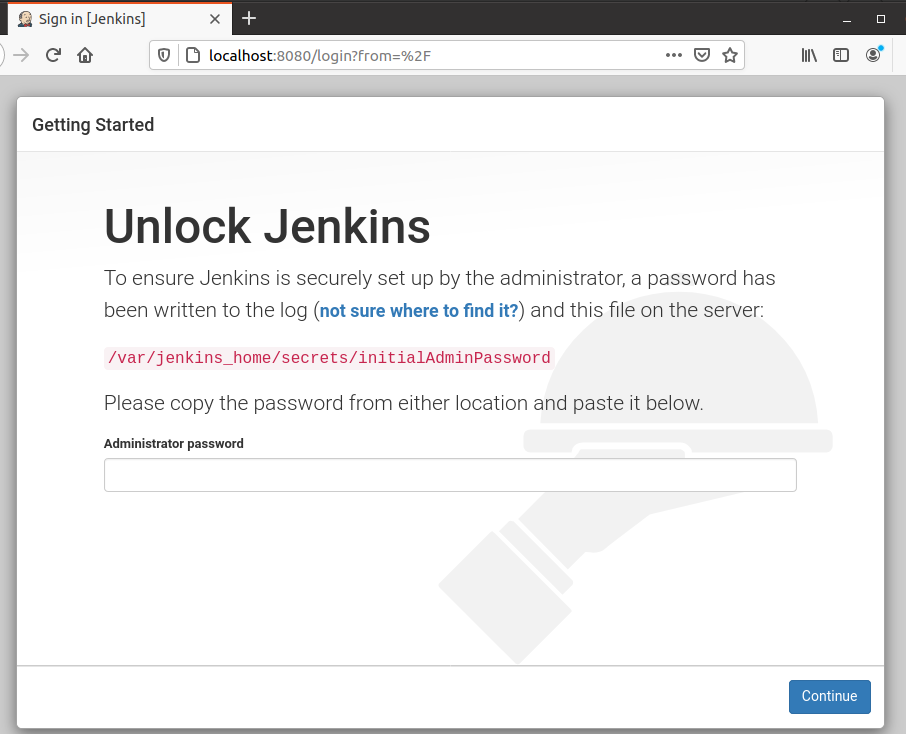 Sign in [Jenkins]
localhost:8080/login?from=%2F
Getting Started
Unlock Jenkins
To ensure Jenkins is securely set up by the administrator, a password has
been written to the log (not sure where to find it?) and this file on the server:
/var/jenkins_home/secrets/initialAdminPassword
Please copy the password from either location and paste it below.
Administrator password
Continue